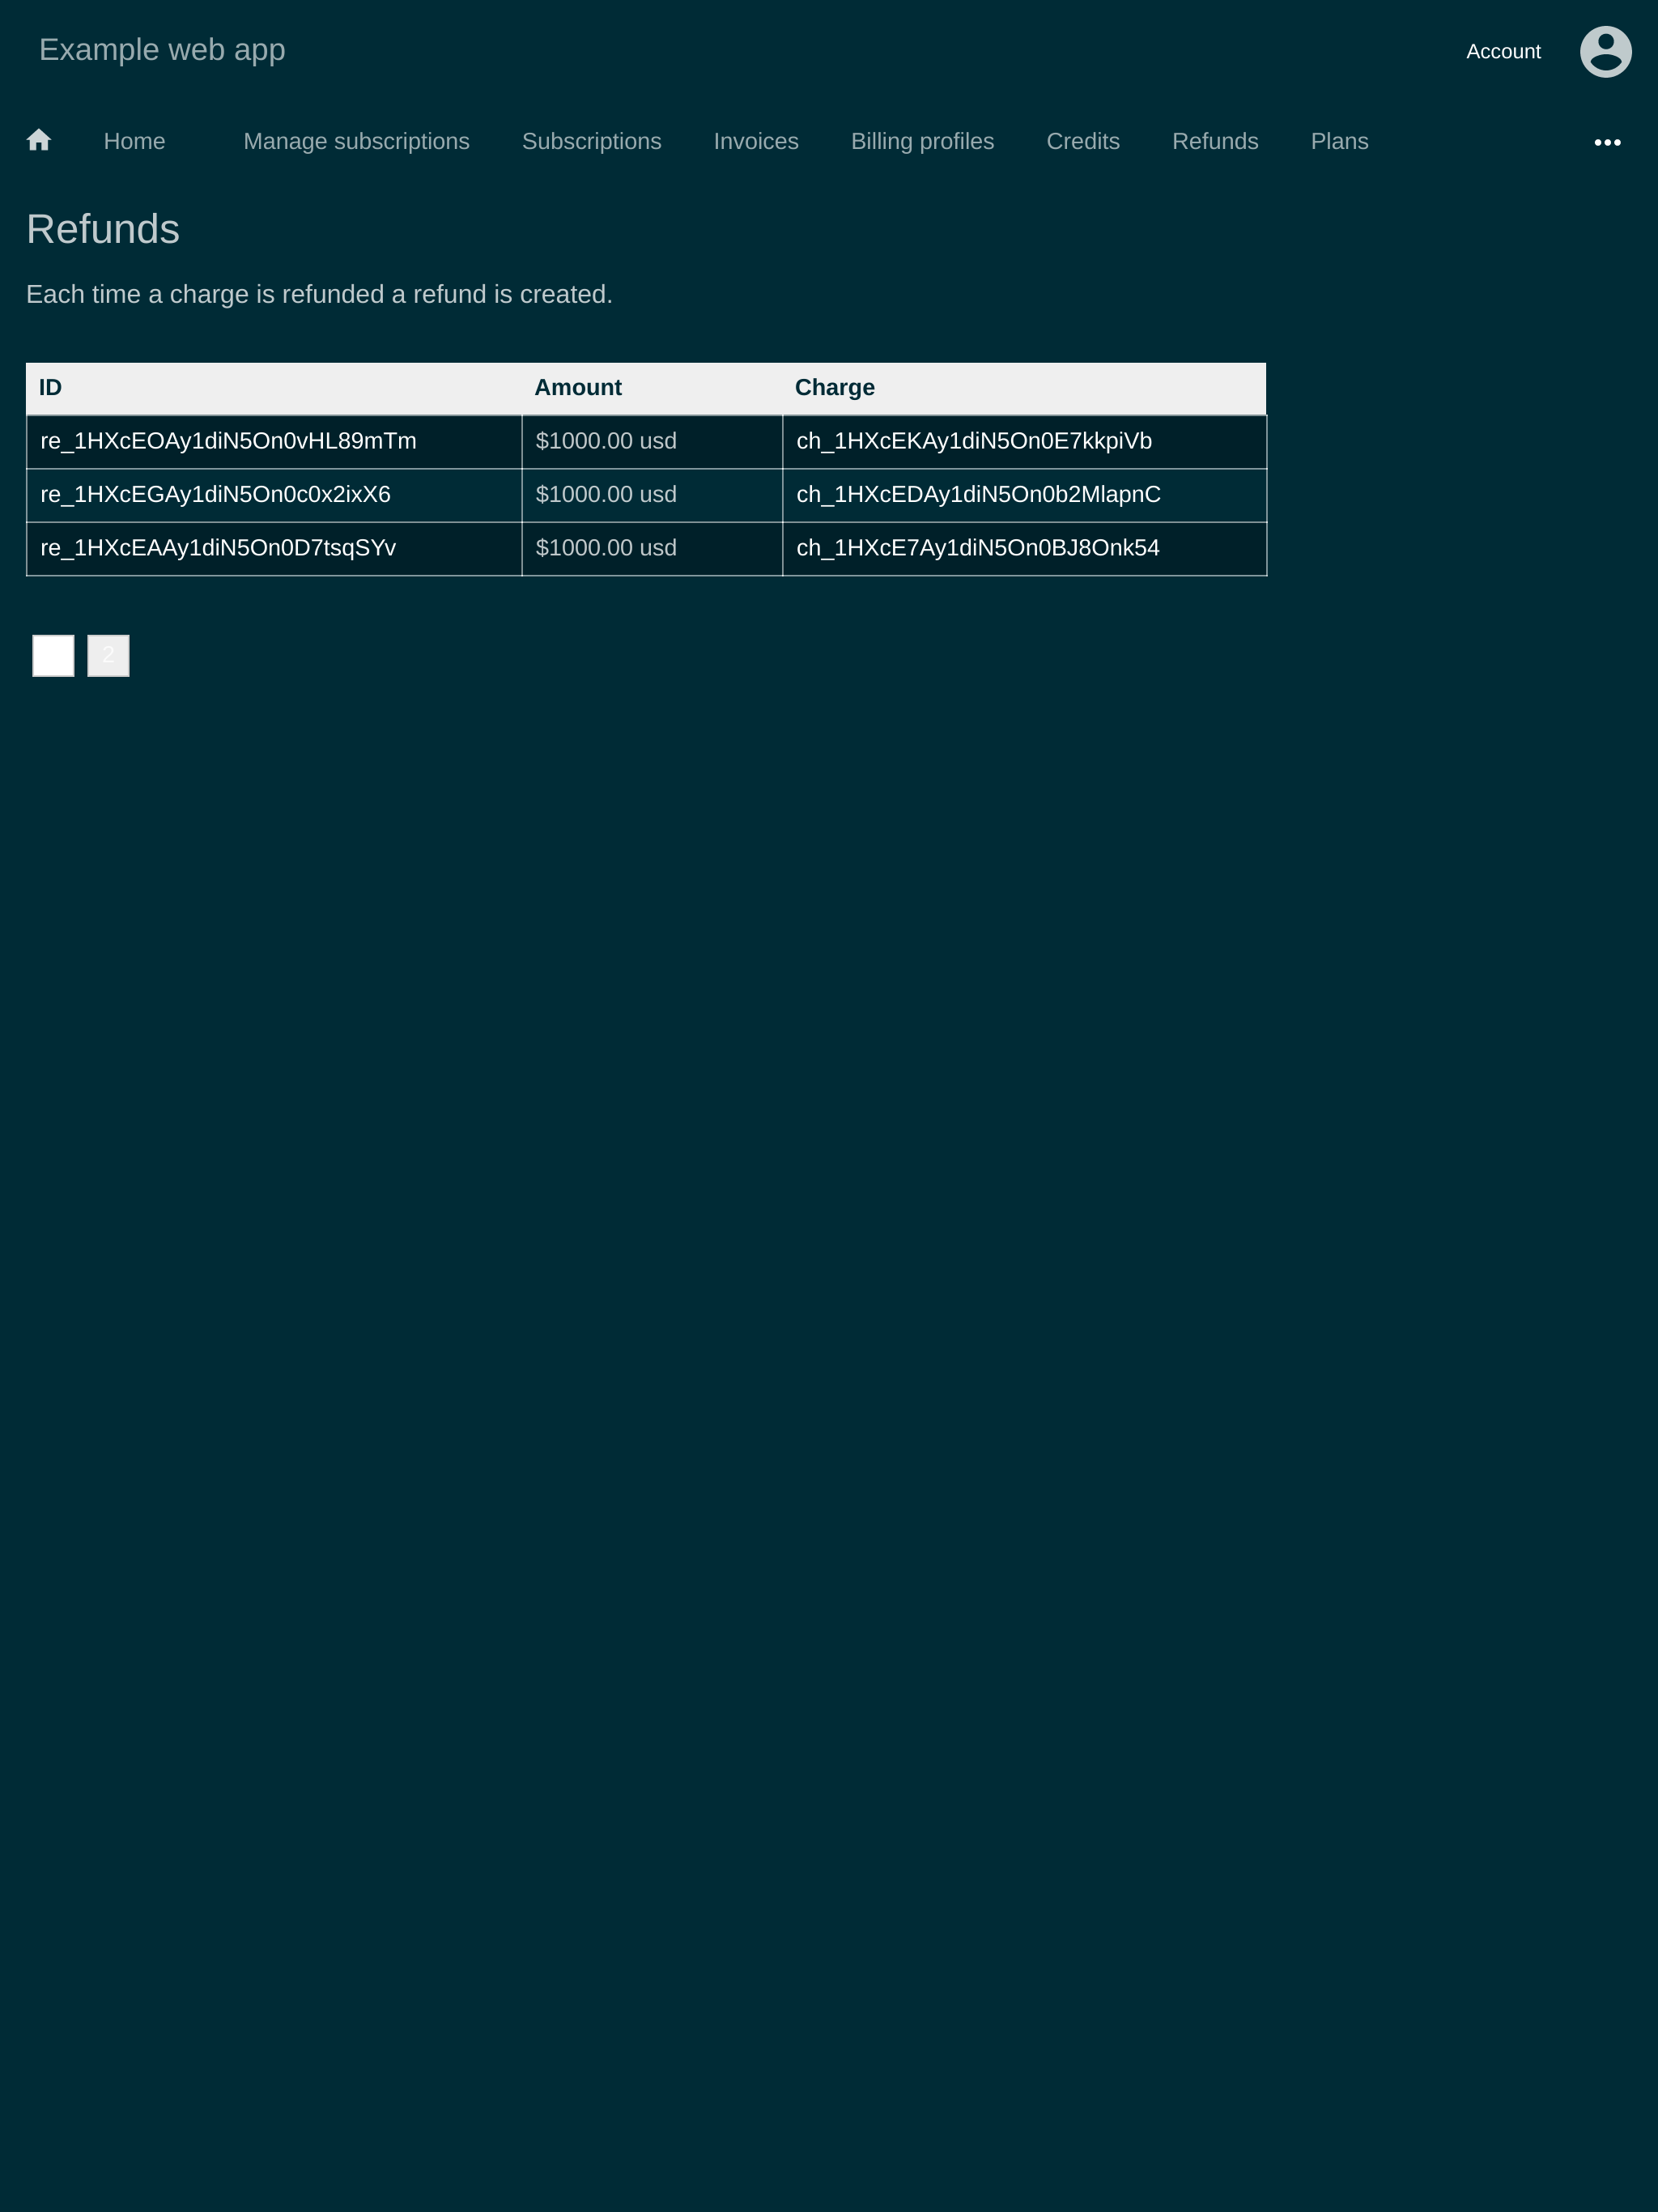 Example web app
Account
Home Manage subscriptions Subscriptions Invoices Billing profiles Credits Refunds Plans
Refunds
Each time a charge is refunded a refund is created.
ID Amount Charge
re_1HXcEOAy1diN5On0vHL89mTm $1000.00 usd ch_1HXcEKAy1diN5On0E7kkpiVb
re_1HXcEGAy1diN5On0c0x2ixX6 $1000.00 usd ch_1HXcEDAy1diN5On0b2MlapnC
re_1HXcEAAy1diN5On0D7tsqSYv $1000.00 usd ch_1HXcE7Ay1diN5On0BJ8Onk54
2